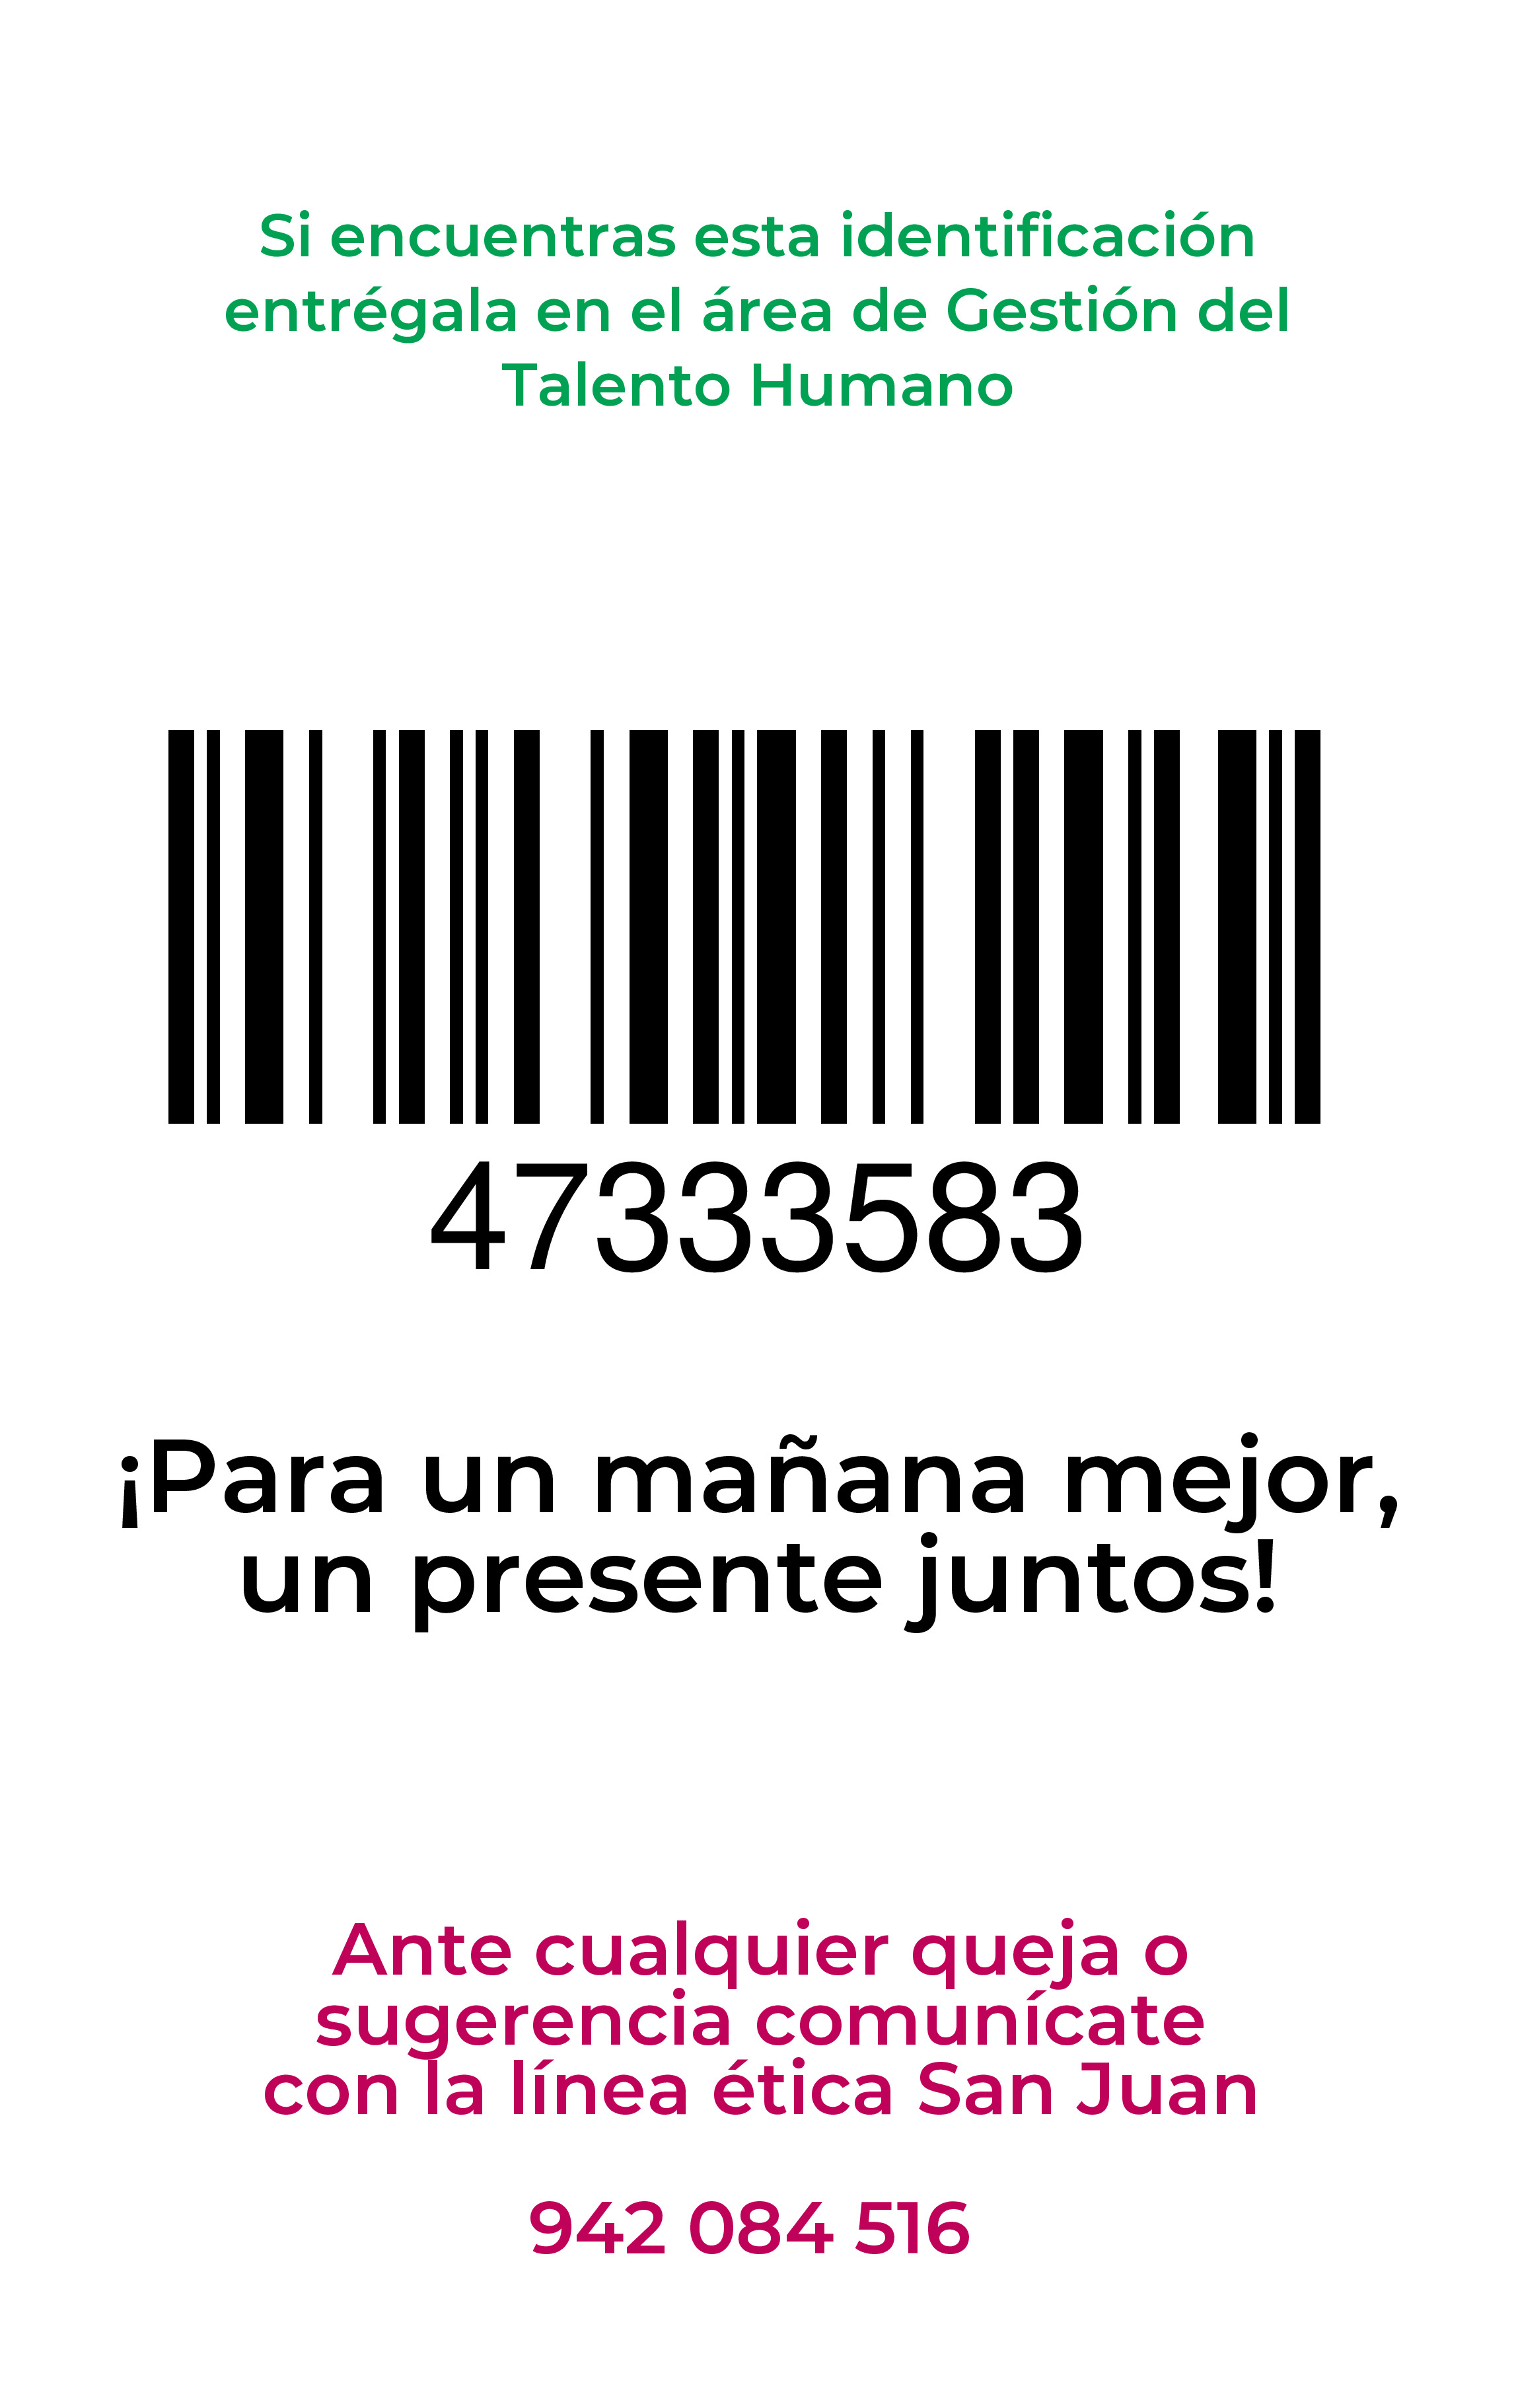 Si encuentras esta identificación
entrégala en el área de Gestión del
Talento Humano
47333583
¡Para un mañana mejor,
un presente juntos!
Ante cualquier queja o
sugerencia comunícate
con la línea ética San Juan
942 084 516